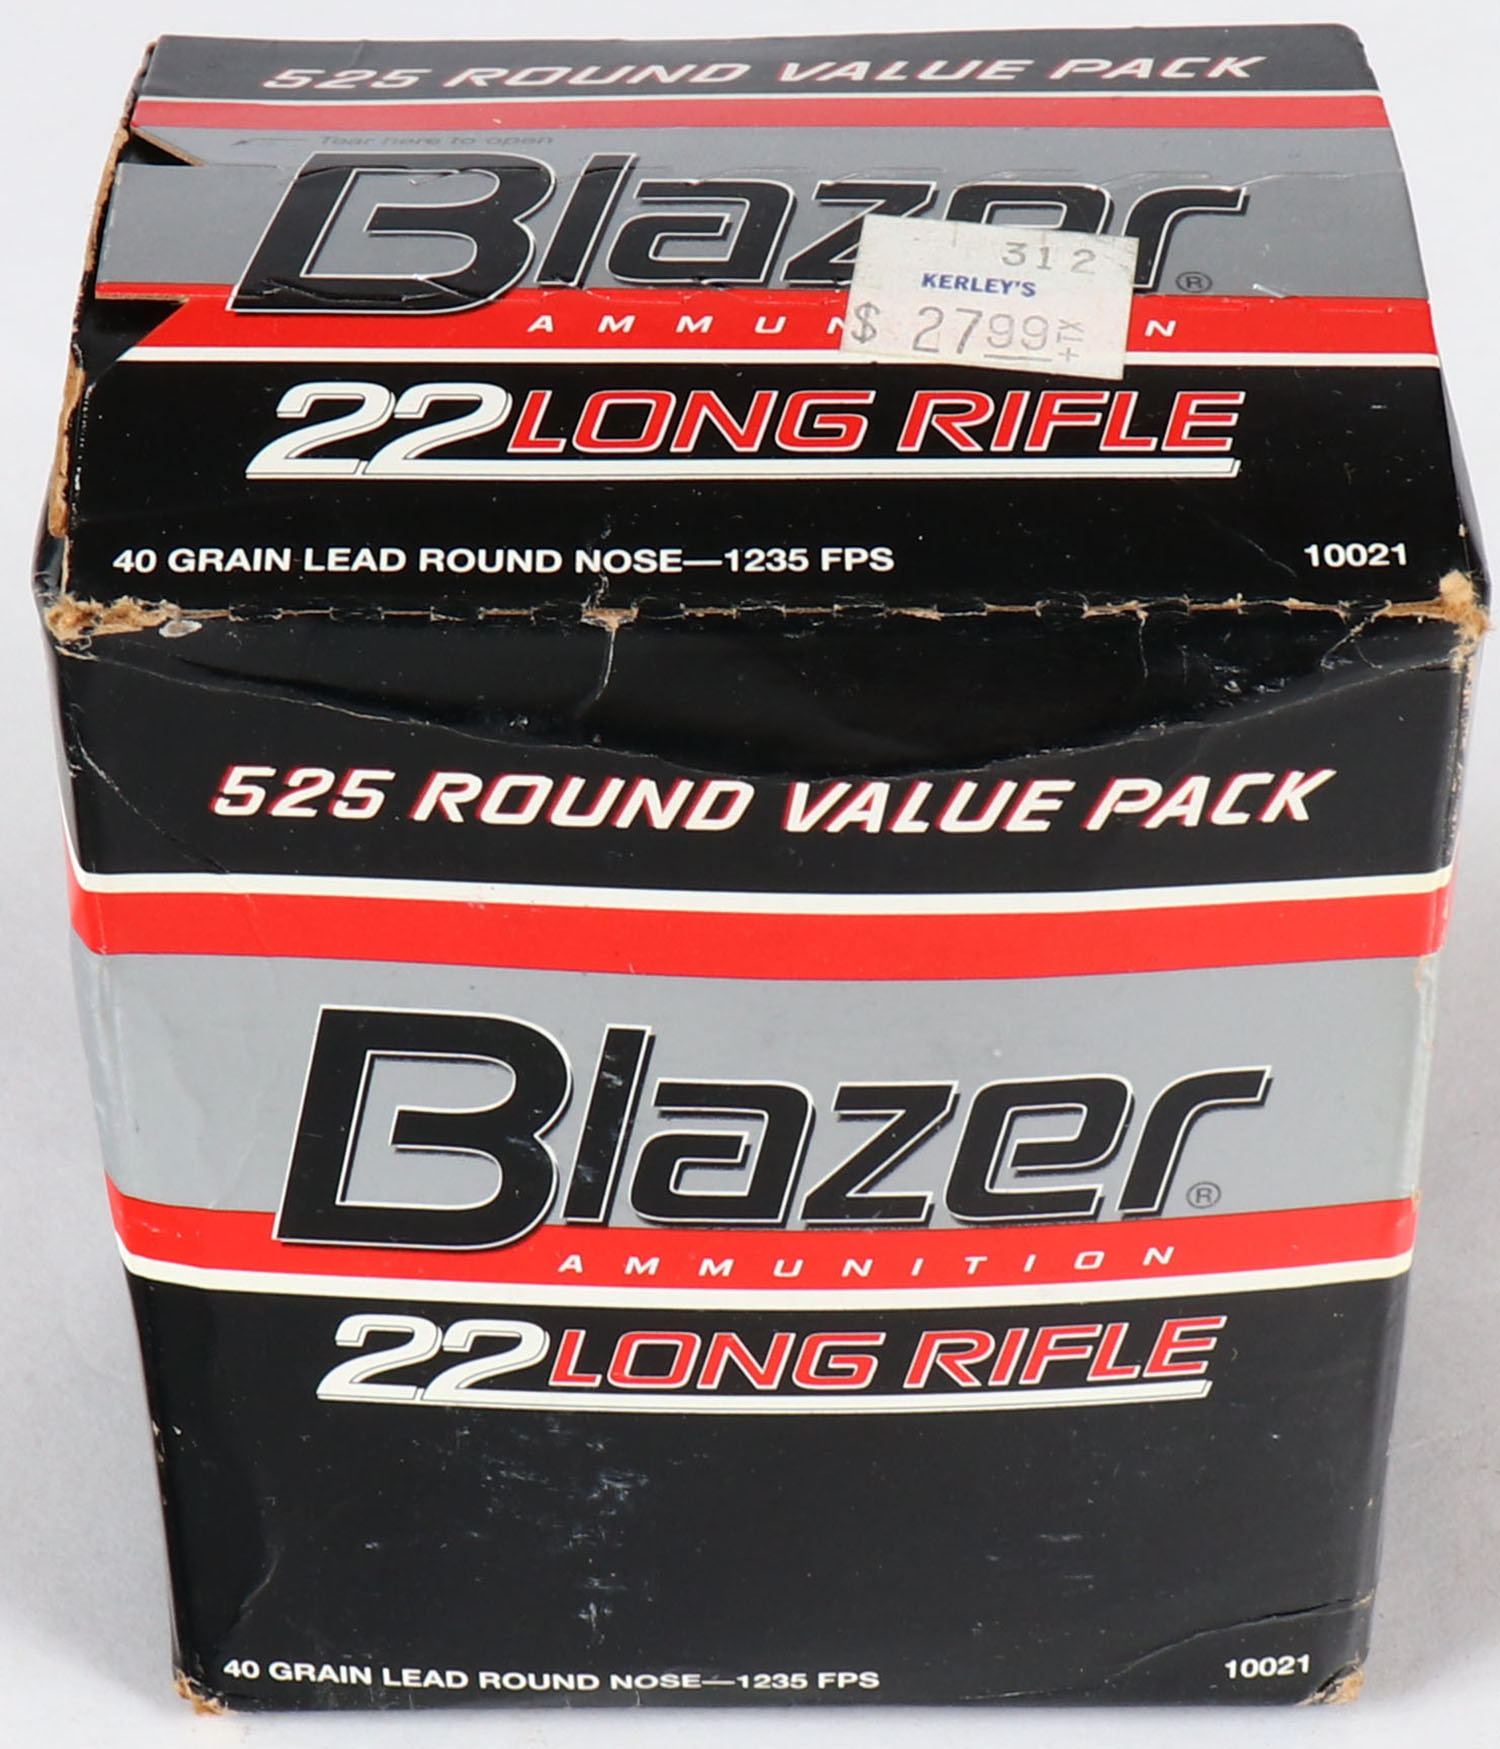 525 ROUND VALUE PACK
Tear here to open
Blazer ®
312
KERLEY'S
$ 2799 +TX
22 LONG RIFLE
40 GRAIN LEAD ROUND NOSE—1235 FPS 10021
525 ROUND VALUE PACK
Blazer ®
AMMUNITION
22 LONG RIFLE
40 GRAIN LEAD ROUND NOSE—1235 FPS 10021